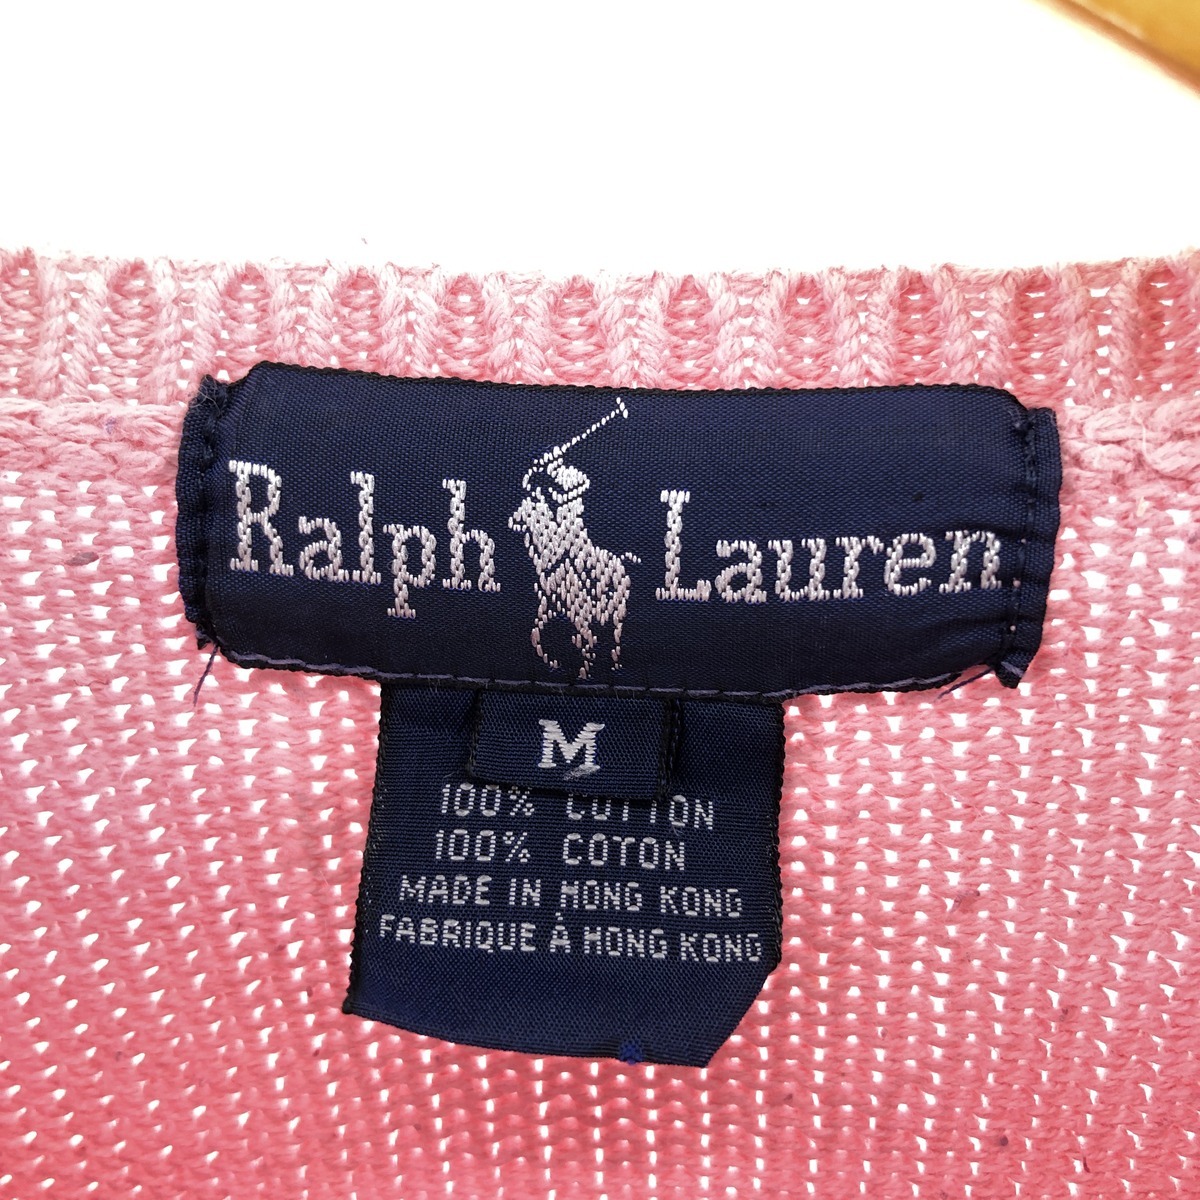 Ralph Lauren
M
100% COTTON
100% COTON
MADE IN HONG KONG
FABRIQUE À HONG KONG